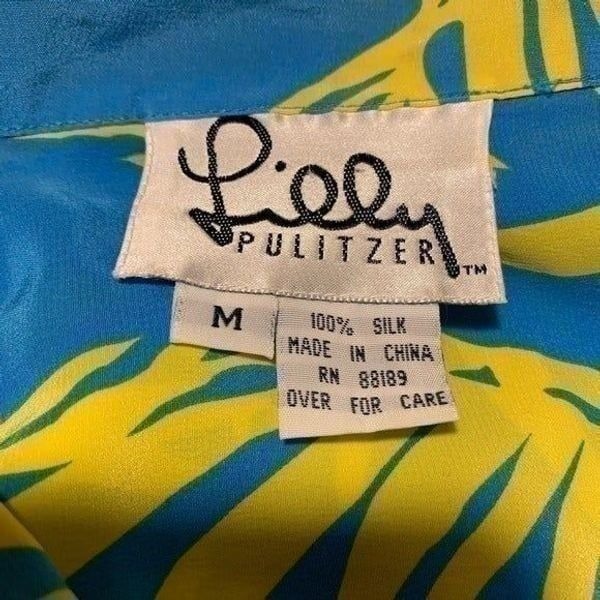 Lilly
PULITZER™
M
100% SILK
MADE IN CHINA
RN 88189
OVER FOR CARE